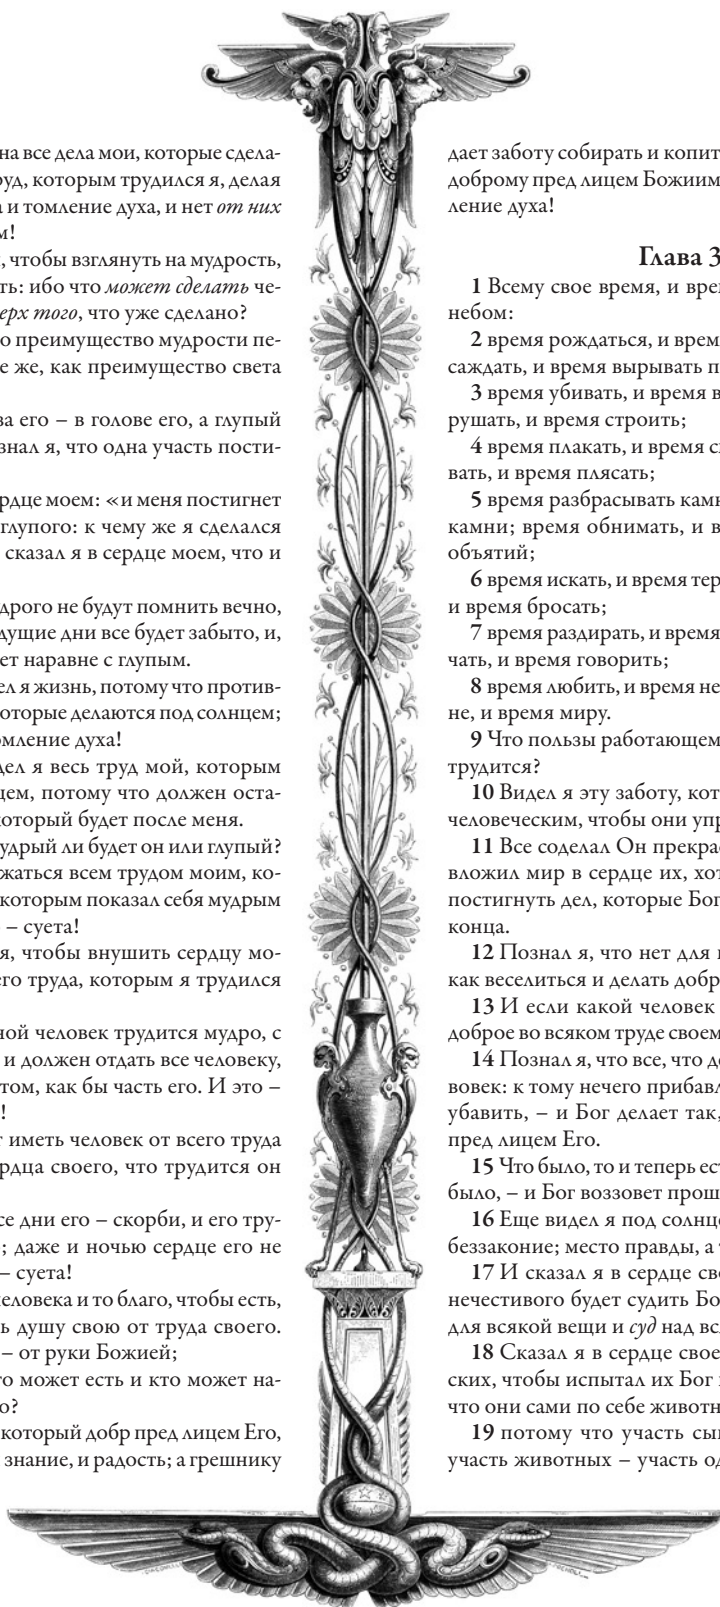 на все дела мои, которые сдела-
руд, которым трудился я, делая
и томление духа, и нет от них
м!
, чтобы взглянуть на мудрость,
ть: ибо что может сделать че-
ерх того, что уже сделано?
о преимущество мудрости пе-
е же, как преимущество света
ва его – в голове его, а глупый
знал я, что одна участь пости-
рдце моем: «и меня постигнет
глупого: к чему же я сделался
сказал я в сердце моем, что и
дрого не будут помнить вечно,
дущие дни все будет забыто, и,
ет наравне с глупым.
ел я жизнь, потому что против-
оторые делаются под солнцем;
омление духа!
дел я весь труд мой, которым
цем, потому что должен оста-
который будет после меня.
удрый ли будет он или глупый?
жаться всем трудом моим, ко-
которым показал себя мудрым
– суета!
я, чтобы внушить сердцу мо-
его труда, которым я трудился
ной человек трудится мудро, с
и должен отдать все человеку,
том, как бы часть его. И это –
!
т иметь человек от всего труда
рдца своего, что трудится он
се дни его – скорби, и его тру-
; даже и ночью сердце его не
– суета!
человека и то благо, чтобы есть,
ь душу свою от труда своего.
– от руки Божией;
то может есть и кто может на-
о?
который добр пред лицем Его,
знание, и радость; а грешнику
дает заботу собирать и копит
доброму пред лицем Божиим
ление духа!
Глава 3
1 Всему свое время, и врем
небом:
2 время рождаться, и врем
саждать, и время вырывать п
3 время убивать, и время в
рушать, и время строить;
4 время плакать, и время с
вать, и время плясать;
5 время разбрасывать камн
камни; время обнимать, и в
объятий;
6 время искать, и время тер
и время бросать;
7 время раздирать, и время
чать, и время говорить;
8 время любить, и время не
не, и время миру.
9 Что пользы работающем
трудится?
10 Видел я эту заботу, кот
человеческим, чтобы они упр
11 Все соделал Он прекрас
вложил мир в сердце их, хот
постигнуть дел, которые Бог
конца.
12 Познал я, что нет для н
как веселиться и делать добр
13 И если какой человек
доброе во всяком труде своем
14 Познал я, что все, что д
вовек: к тому нечего прибавл
убавить, – и Бог делает так,
пред лицем Его.
15 Что было, то и теперь ест
было, – и Бог воззовет прош
16 Еще видел я под солнце
беззаконие; место правды, а т
17 И сказал я в сердце сво
нечестивого будет судить Бо
для всякой вещи и суд над вс
18 Сказал я в сердце свое
ских, чтобы испытал их Бог и
что они сами по себе животн
19 потому что участь сын
участь животных – участь од